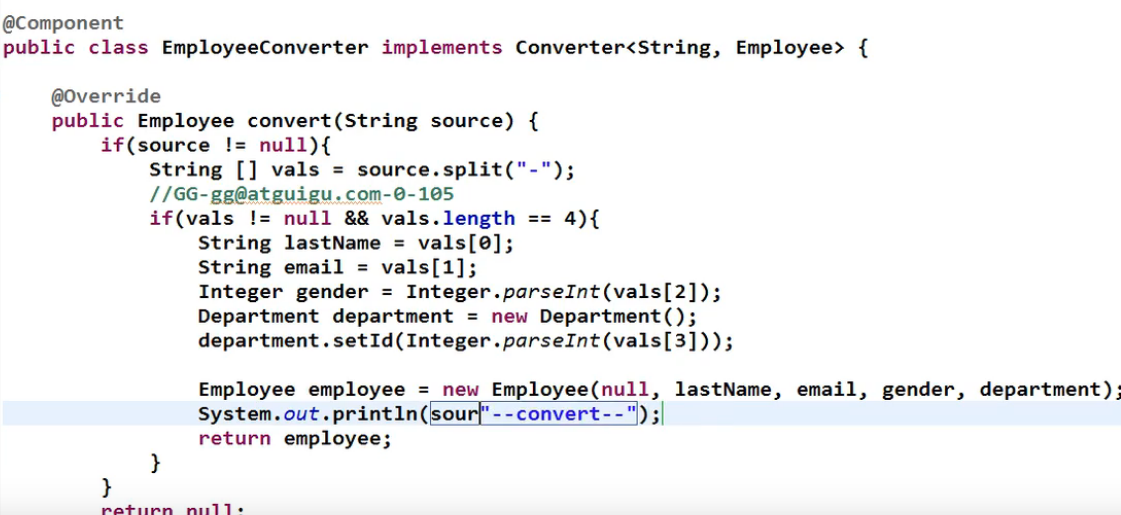 @Component
public class EmployeeConverter implements Converter<String, Employee> {
@Override
public Employee convert(String source) {
if(source != null){
String [] vals = source.split("-");
//GG-gg@atguigu.com-0-105
if(vals != null && vals.length == 4){
String lastName = vals[0];
String email = vals[1];
Integer gender = Integer.parseInt(vals[2]);
Department department = new Department();
department.setId(Integer.parseInt(vals[3]));
Employee employee = new Employee(null, lastName, email, gender, department);
System.out.println(sour"--convert--");
return employee;
}
}
return null;